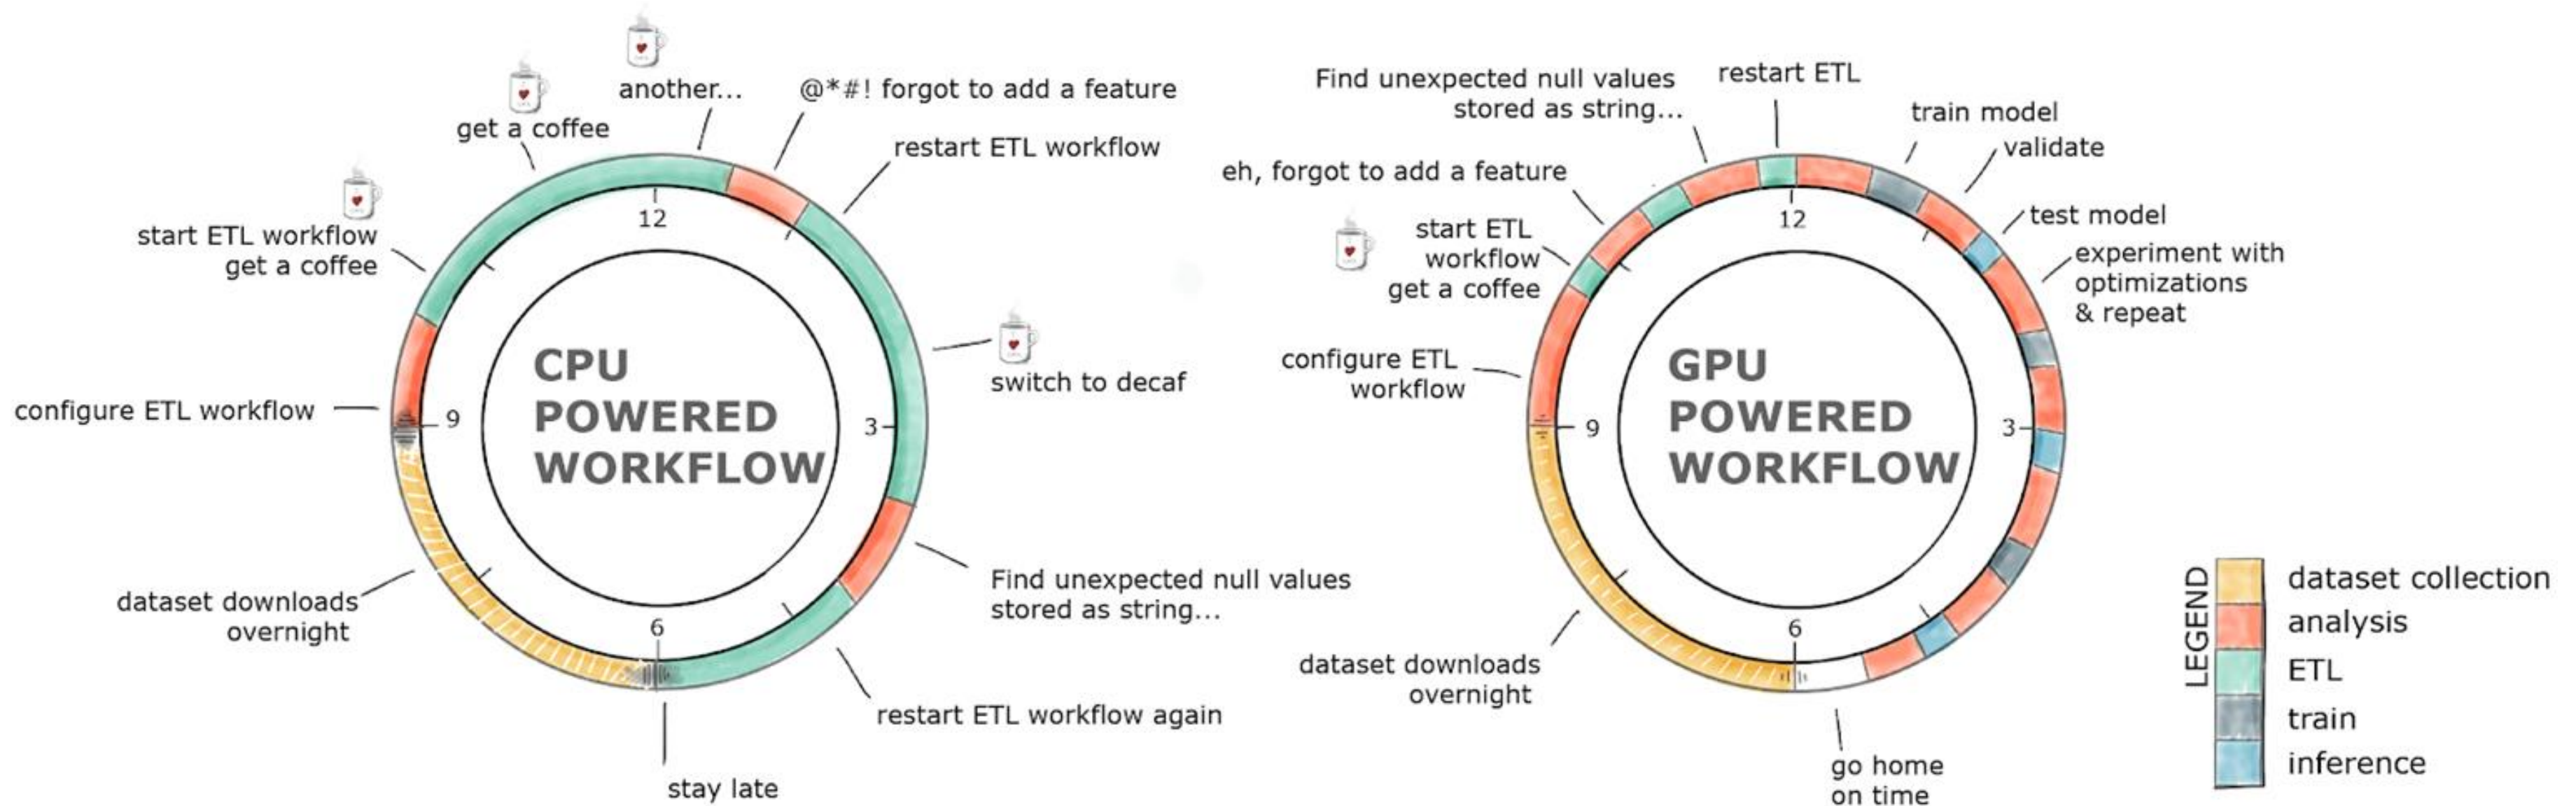 another...
get a coffee
@*#! forgot to add a feature
restart ETL workflow
start ETL workflow
get a coffee
switch to decaf
configure ETL workflow
12
3
6
9
CPU
POWERED
WORKFLOW
Find unexpected null values
stored as string...
dataset downloads
overnight
restart ETL workflow again
stay late
Find unexpected null values
stored as string...
restart ETL
train model
validate
eh, forgot to add a feature
test model
start ETL
workflow
get a coffee
experiment with
optimizations
& repeat
configure ETL
workflow
12
3
6
9
GPU
POWERED
WORKFLOW
dataset downloads
overnight
go home
on time
LEGEND
dataset collection
analysis
ETL
train
inference